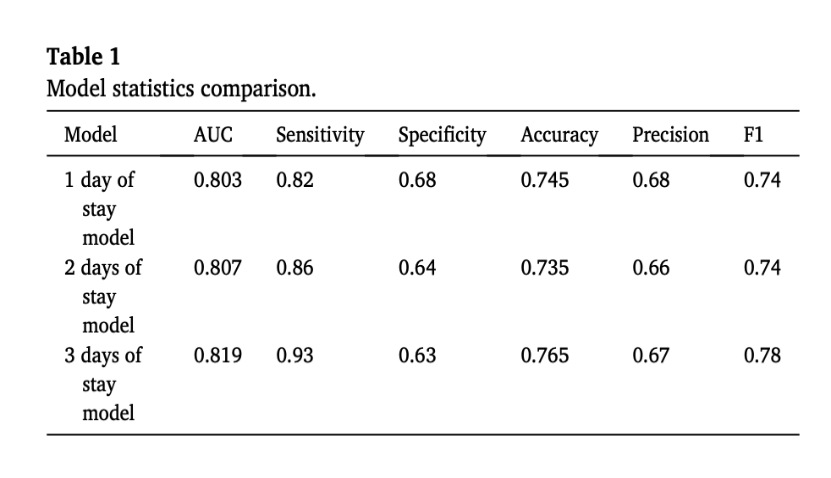 Table 1
Model statistics comparison.
Model AUC Sensitivity Specificity Accuracy Precision F1
1 day of 0.803 0.82 0.68 0.745 0.68 0.74
stay
model
2 days of 0.807 0.86 0.64 0.735 0.66 0.74
stay
model
3 days of 0.819 0.93 0.63 0.765 0.67 0.78
stay
model